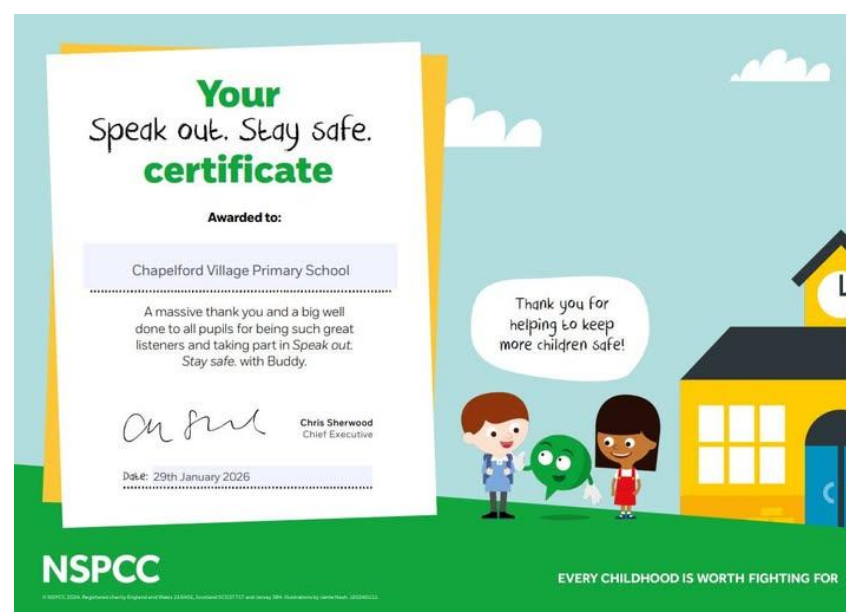 Your
Speak out. Stay safe.
certificate
Awarded to:
Chapelford Village Primary School
A massive thank you and a big well
done to all pupils for being such great
listeners and taking part in Speak out.
Stay safe. with Buddy.
Chris Sherwood
Chief Executive
Date: 29th January 2026
Thank you for
helping to keep
more children safe!
NSPCC
EVERY CHILDHOOD IS WORTH FIGHTING FOR